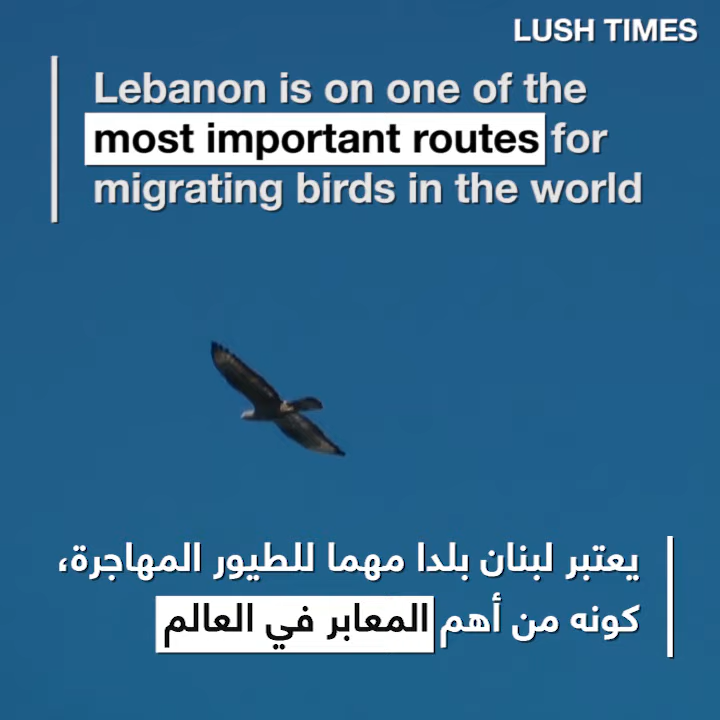 LUSH TIMES
Lebanon is on one of the
most important routes for
migrating birds in the world
يعتبر لبنان بلدا مهما للطيور المهاجرة،
كونه من أهم المعابر في العالم